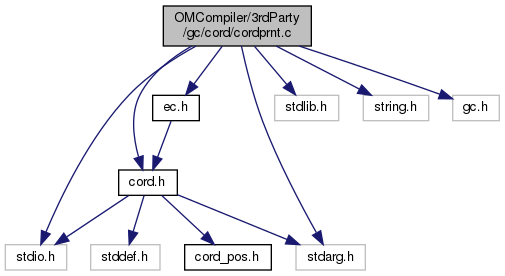 OMCompiler/3rdParty
/gc/cord/cordprnt.c
ec.h
stdlib.h
string.h
gc.h
cord.h
stdio.h
stddef.h
cord_pos.h
stdarg.h